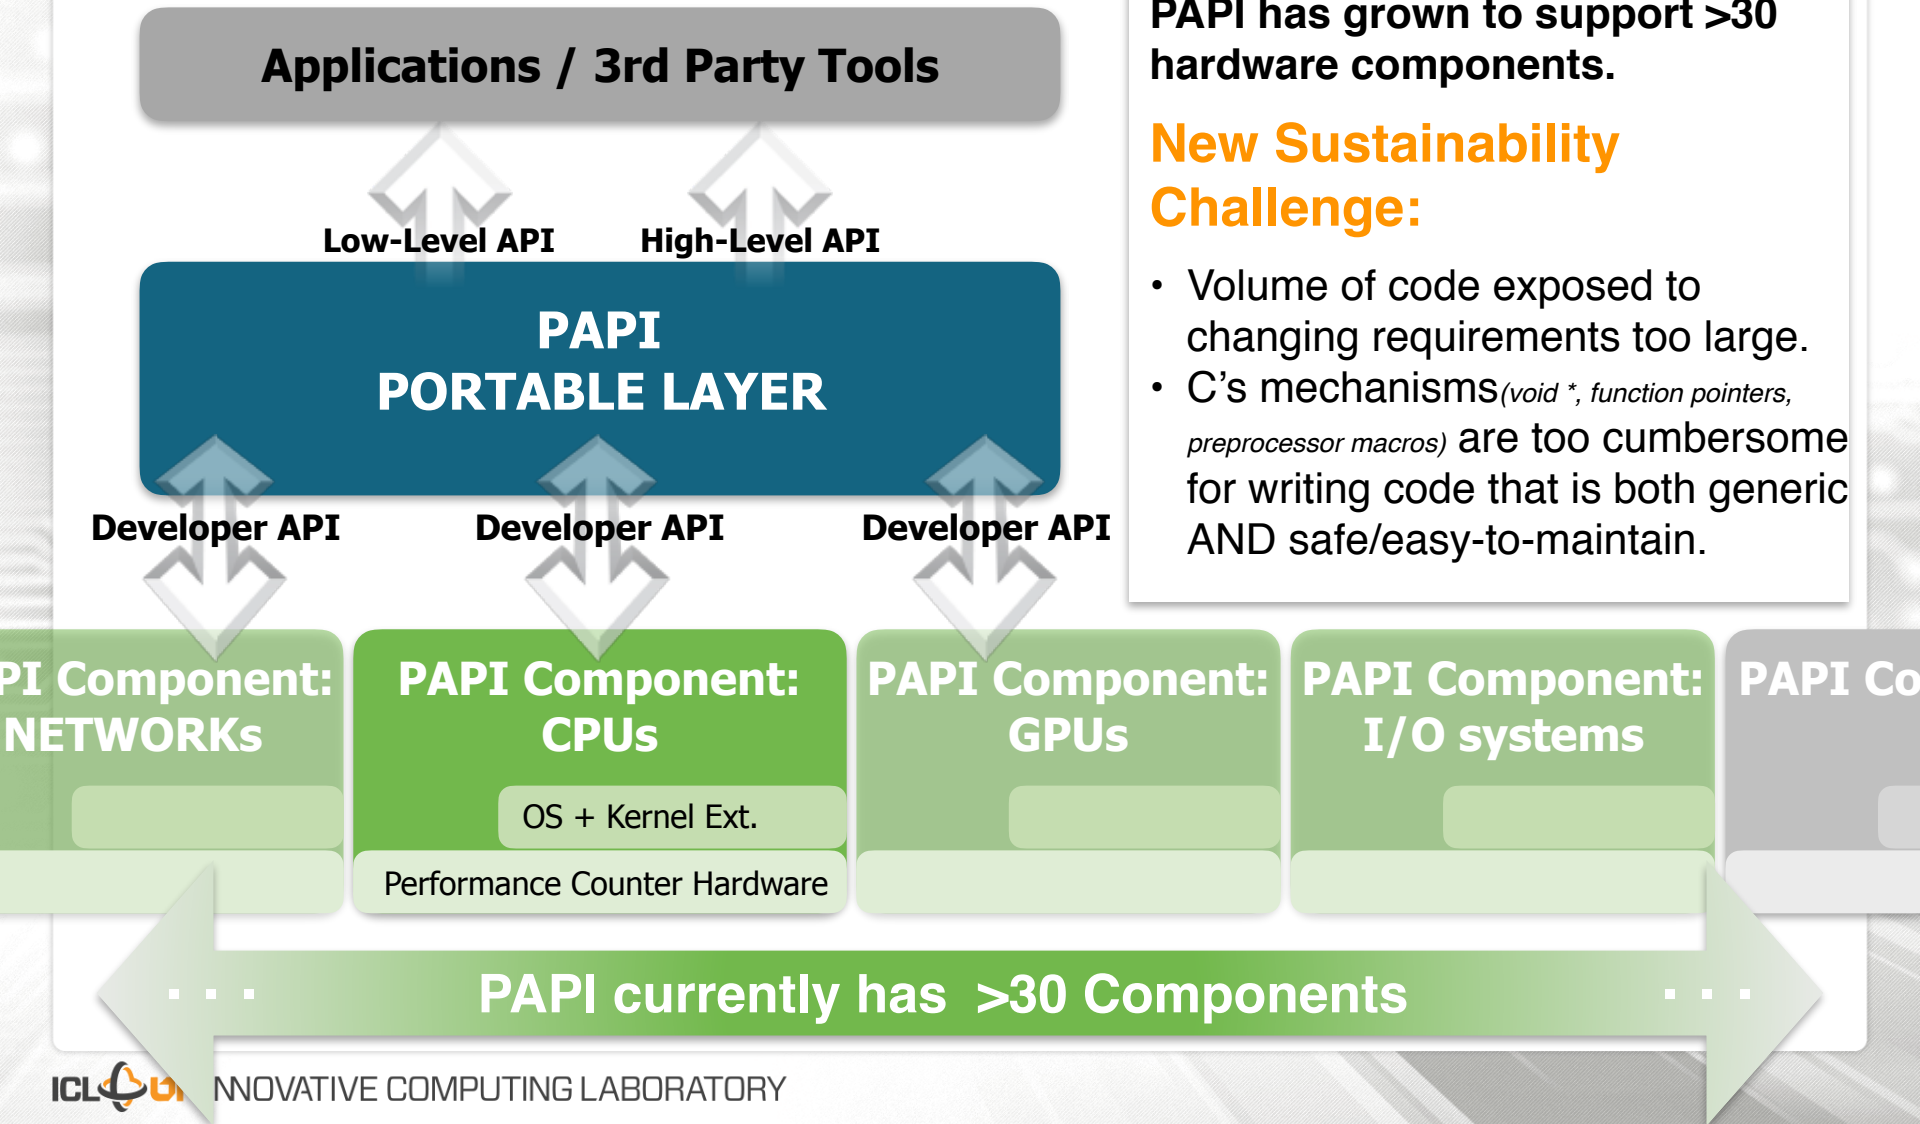 PAPI has grown to support >30
hardware components.
Applications / 3rd Party Tools
New Sustainability
Challenge:
Low-Level API
High-Level API
• Volume of code exposed to
changing requirements too large.
• C’s mechanisms(void *, function pointers,
preprocessor macros) are too cumbersome
for writing code that is both generic
AND safe/easy-to-maintain.
PAPI
PORTABLE LAYER
Developer API
Developer API
Developer API
PI Component:
NETWORKs
PAPI Component:
CPUs
OS + Kernel Ext.
Performance Counter Hardware
PAPI Component:
GPUs
PAPI Component:
I/O systems
PAPI Co
. . .
PAPI currently has >30 Components
. . .
ICL
INNOVATIVE COMPUTING LABORATORY